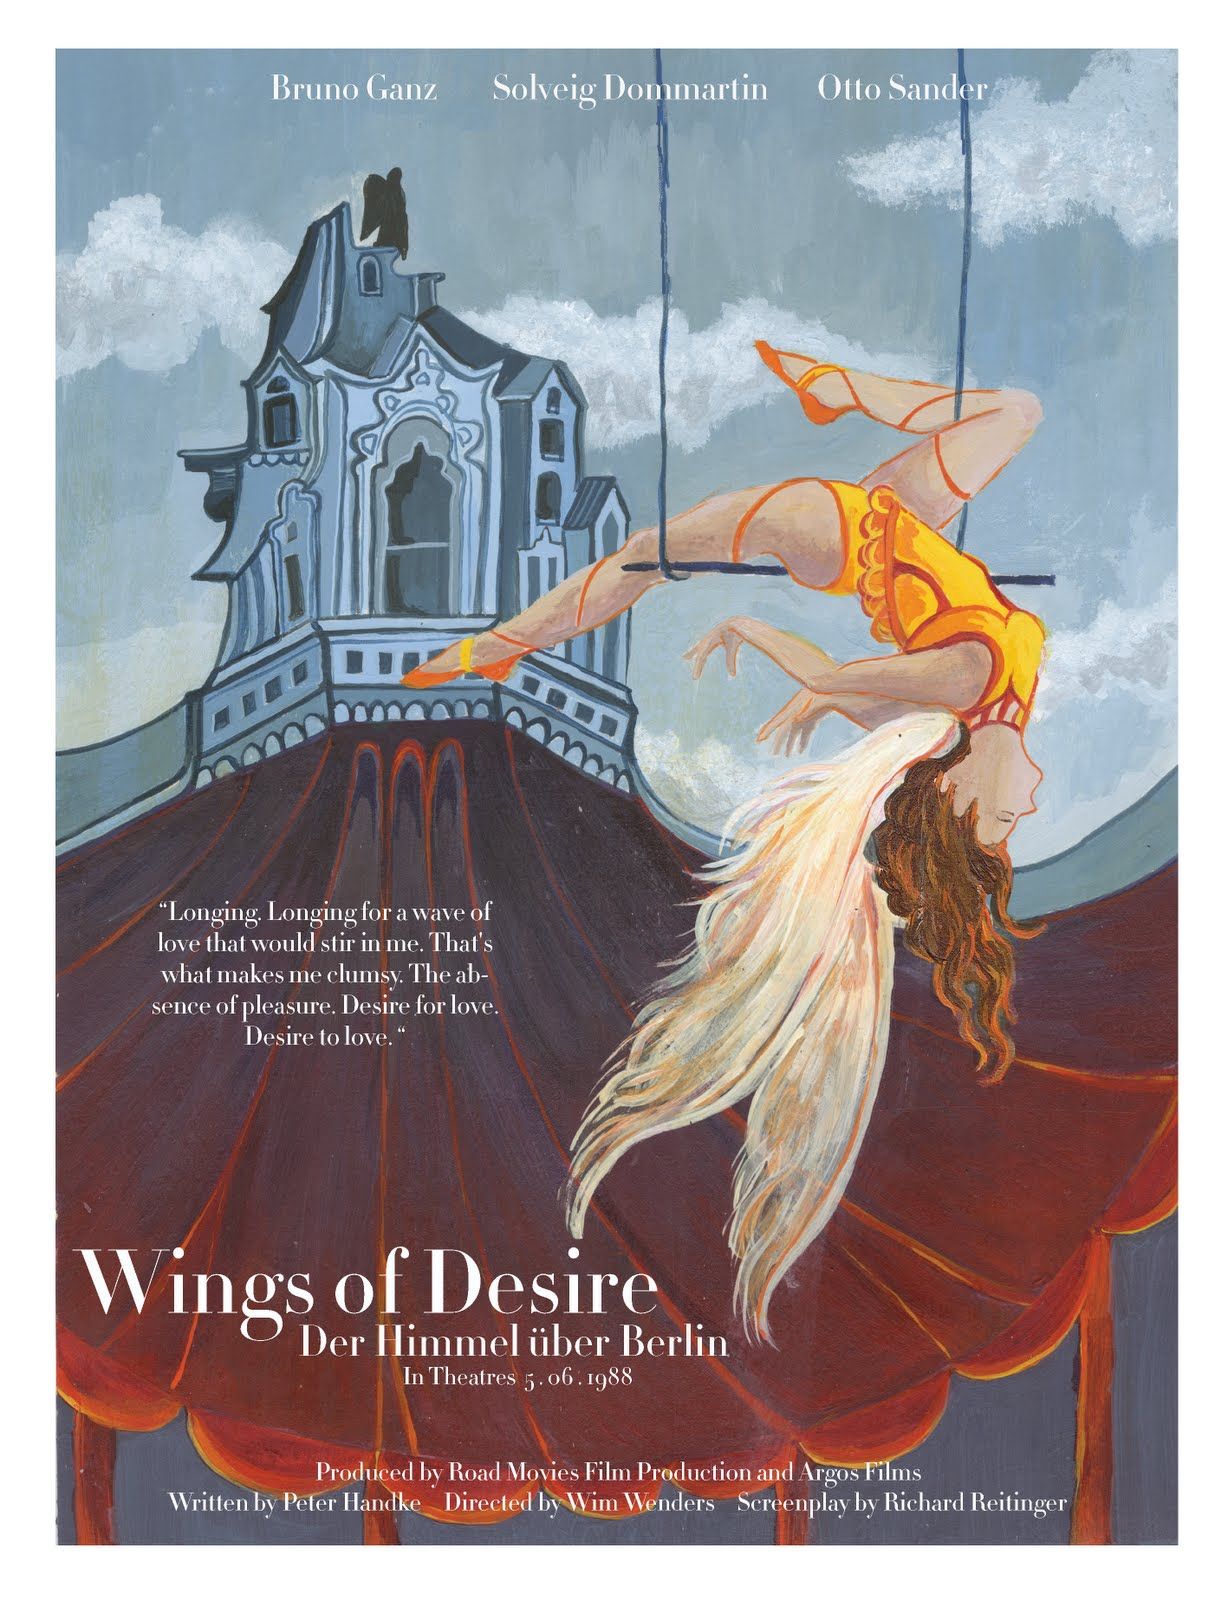 Bruno Ganz Solveig Dommartin Otto Sander
“Longing. Longing for a wave of
love that would stir in me. That's
what makes me clumsy. The ab-
sence of pleasure. Desire for love.
Desire to love. “
Wings of Desire
Der Himmel über Berlin
In Theatres 5 . 06 . 1988
Produced by Road Movies Film Production and Argos Films
Written by Peter Handke Directed by Wim Wenders Screenplay by Richard Reitinger